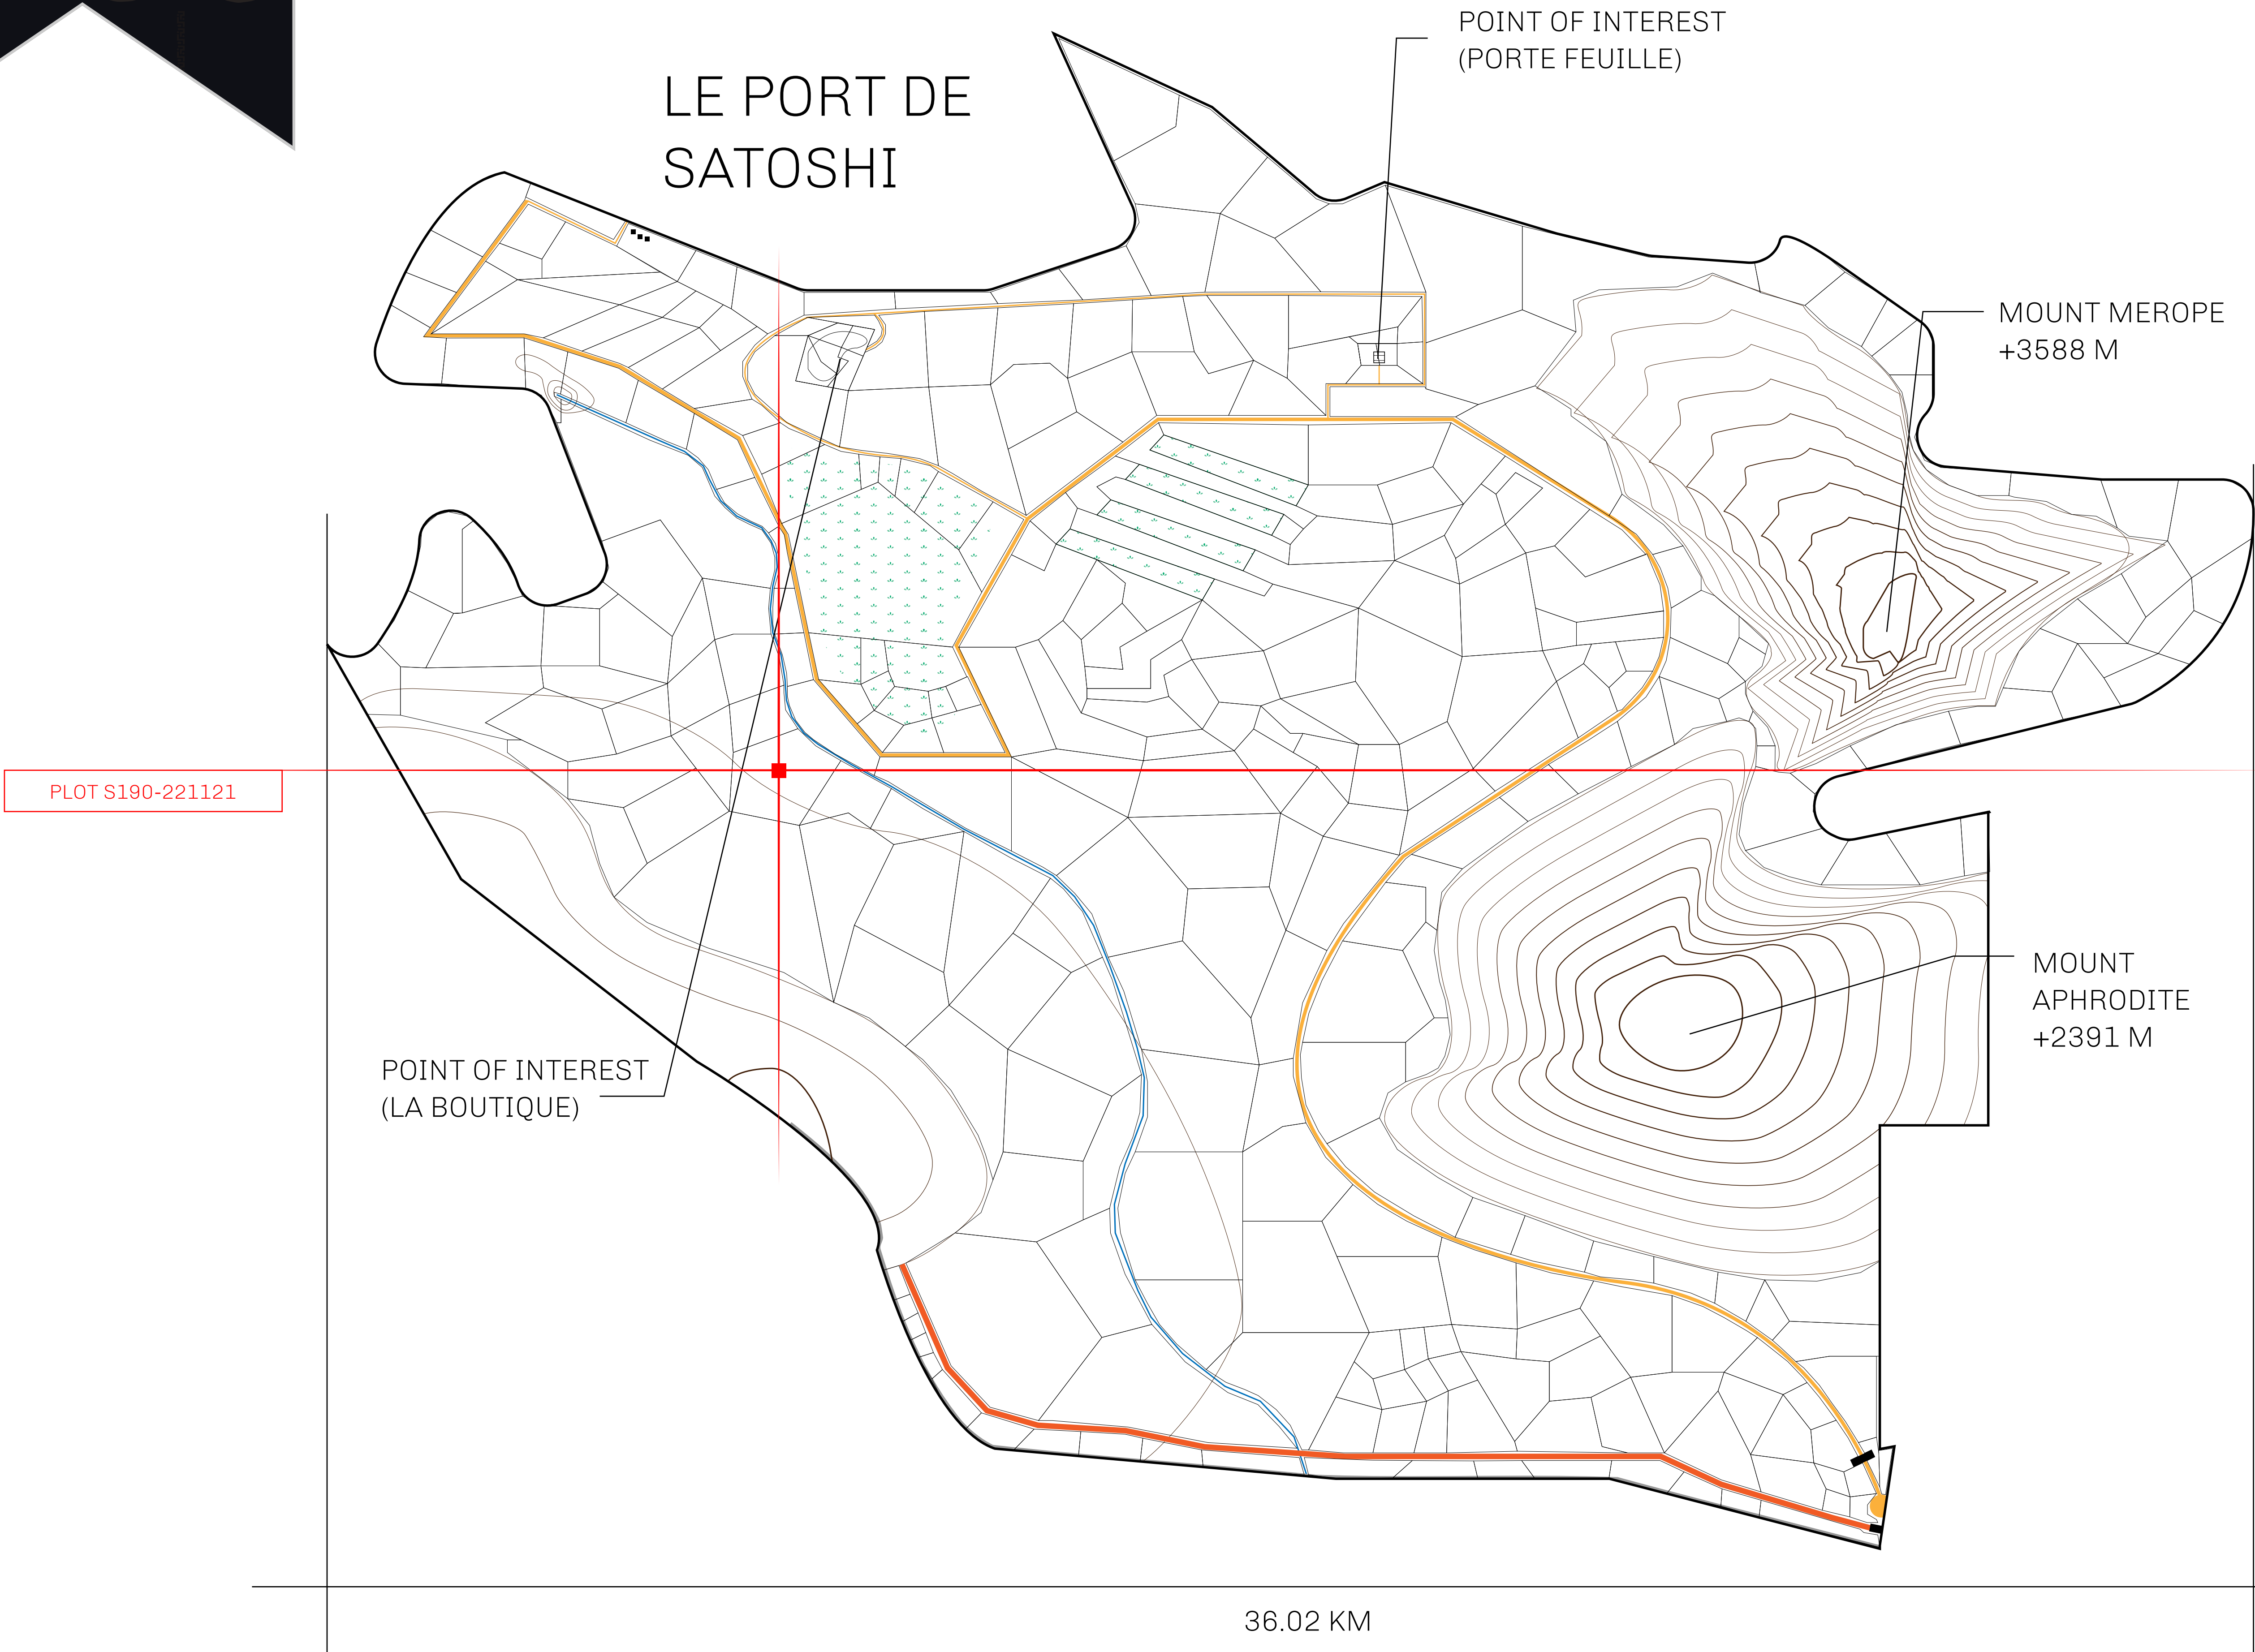 POINT OF INTEREST
(PORTE FEUILLE)
LE PORT DE
SATOSHI
MOUNT MEROPE
+3588 M
PLOT S190-221121
MOUNT
APHRODITE
+2391 M
POINT OF INTEREST
(LA BOUTIQUE)
36.02 KM